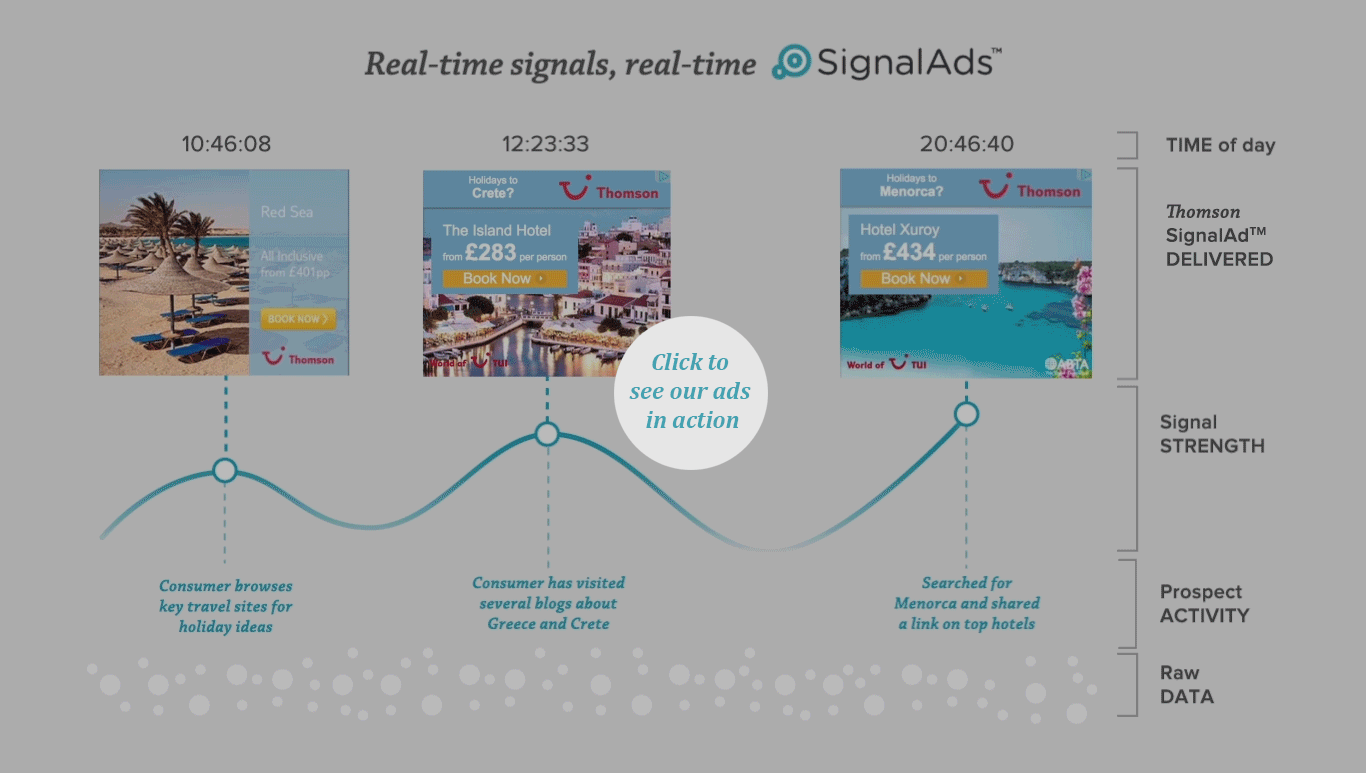 Real-time signals, real-time SignalAds™
10:46:08
12:23:33
20:46:40
TIME of day
Red Sea
All Inclusive
from £401pp
BOOK NOW
Thomson
Holidays to
Crete?
Thomson
The Island Hotel
from £283 per person
Book Now
World of TUI
Holidays to
Menorca?
Thomson
Hotel Xuroy
from £434 per person
Book Now
World of TUI
ABTA
Thomson
SignalAd™
DELIVERED
Click to
see our ads
in action
Signal
STRENGTH
Consumer browses
key travel sites for
holiday ideas
Consumer has visited
several blogs about
Greece and Crete
Searched for
Menorca and shared
a link on top hotels
Prospect
ACTIVITY
Raw
DATA